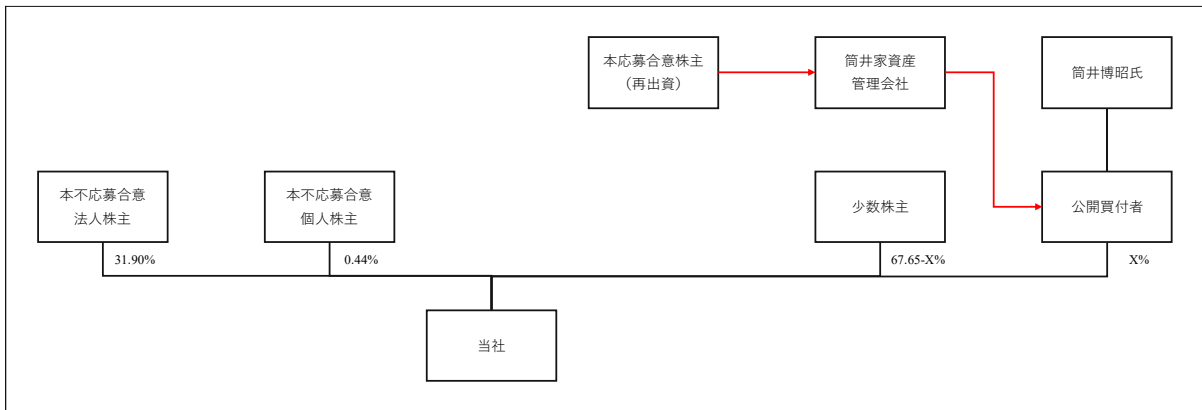 本応募合意株主
（再出資）
筒井家資産
管理会社
筒井博昭氏
本不応募合意
法人株主
本不応募合意
個人株主
少数株主
公開買付者
31.90%
0.44%
67.65-X%
X%
当社